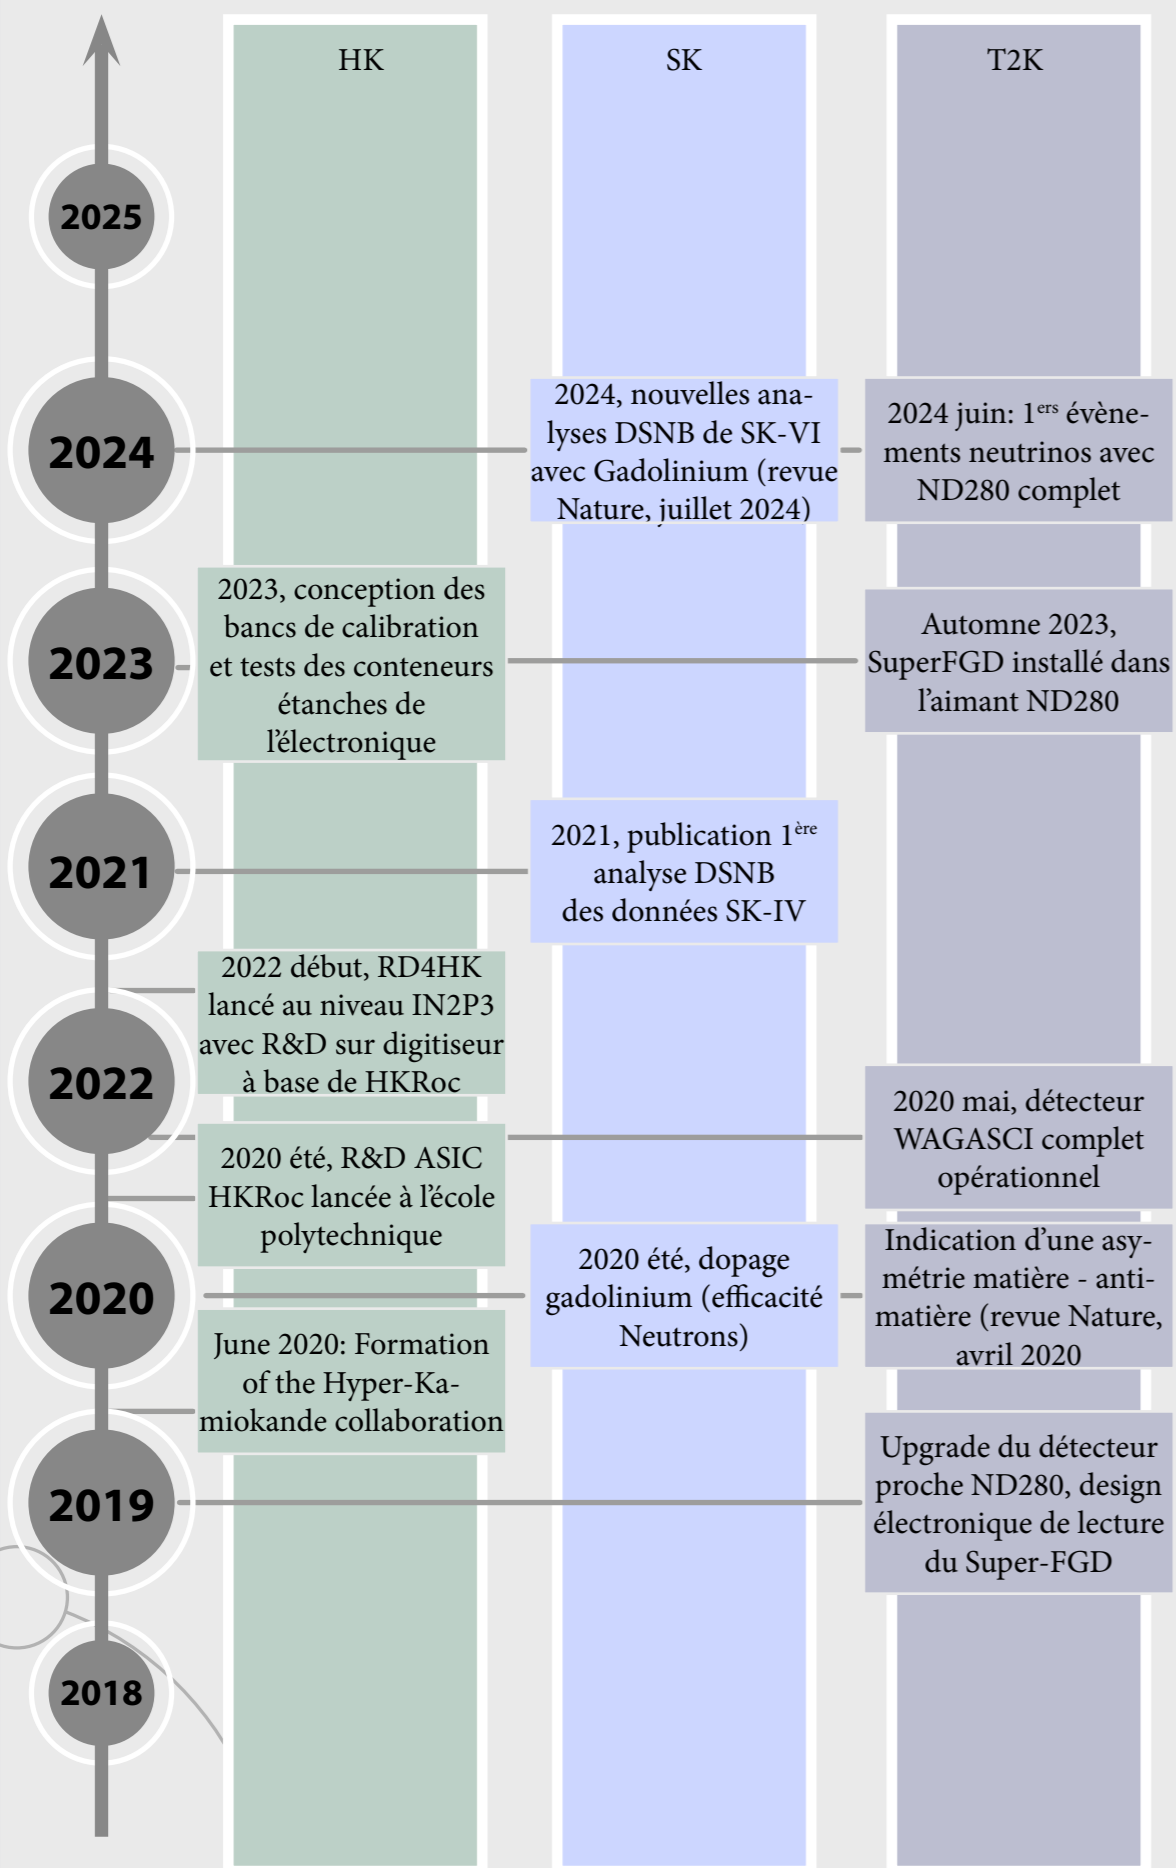 HK
SK
T2K
2025
2024
2024, nouvelles ana-
lyses DSNB de SK-VI
avec Gadolinium (revue
Nature, juillet 2024)
2024 juin: 1ers évène-
ments neutrinos avec
ND280 complet
2023
2023, conception des
bancs de calibration
et tests des conteneurs
étanches de
l’électronique
Automne 2023,
SuperFGD installé dans
l’aimant ND280
2021
2021, publication 1ère
analyse DSNB
des données SK-IV
2022 début, RD4HK
lancé au niveau IN2P3
avec R&D sur digitiseur
à base de HKRoc
2022
2020 mai, détecteur
WAGASCI complet
opérationnel
2020 été, R&D ASIC
HKRoc lancée à l’école
polytechnique
2020
2020 été, dopage
gadolinium (efficacité
Neutrons)
Indication d’une asy-
métrie matière - anti-
matière (revue Nature,
avril 2020
June 2020: Formation
of the Hyper-Ka-
miokande collaboration
2019
Upgrade du détecteur
proche ND280, design
électronique de lecture
du Super-FGD
2018